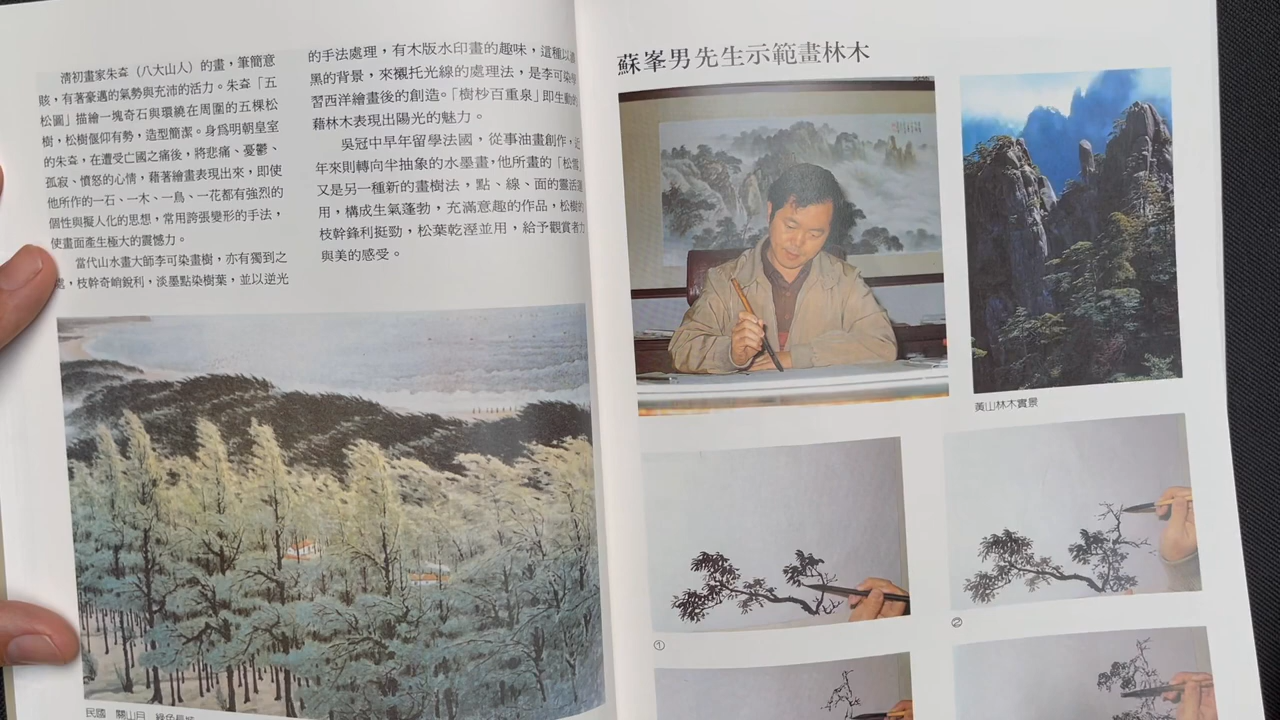 清初畫家朱耷（八大山人）的畫，筆簡意
賅，有著豪邁的氣勢與充沛的活力。朱耷「五
松圖」描繪一塊奇石與環繞在周圍的五棵松
樹，松樹偃仰有勢，造型簡潔。身爲明朝皇室
的朱耷，在遭受亡國之痛後，將悲痛、憂鬱、
孤寂、憤怒的心情，藉著繪畫表現出來，即使
他所作的一石、一木、一鳥、一花都有強烈的
個性與擬人化的思想，常用誇張變形的手法，
使畫面產生極大的震憾力。
當代山水畫大師李可染畫樹，亦有獨到之
處，枝幹奇峭銳利，淡墨點染樹葉，並以逆光
的手法處理，有木版水印畫的趣味，這種以濃
黑的背景，來襯托光線的處理法，是李可染學
習西洋繪畫後的創造。「樹杪百重泉」即生動的
藉林木表現出陽光的魅力。
吳冠中早年留學法國，從事油畫創作，近
年來則轉向半抽象的水墨畫，他所畫的「松雪」
又是另一種新的畫樹法，點、線、面的靈活運
用，構成生氣蓬勃，充滿意趣的作品，松樹的
枝幹鋒利挺勁，松葉乾溼並用，給予觀賞者力
與美的感受。
民國 關山月 綠色長城
蘇峯男先生示範畫林木
黃山林木實景
①
②